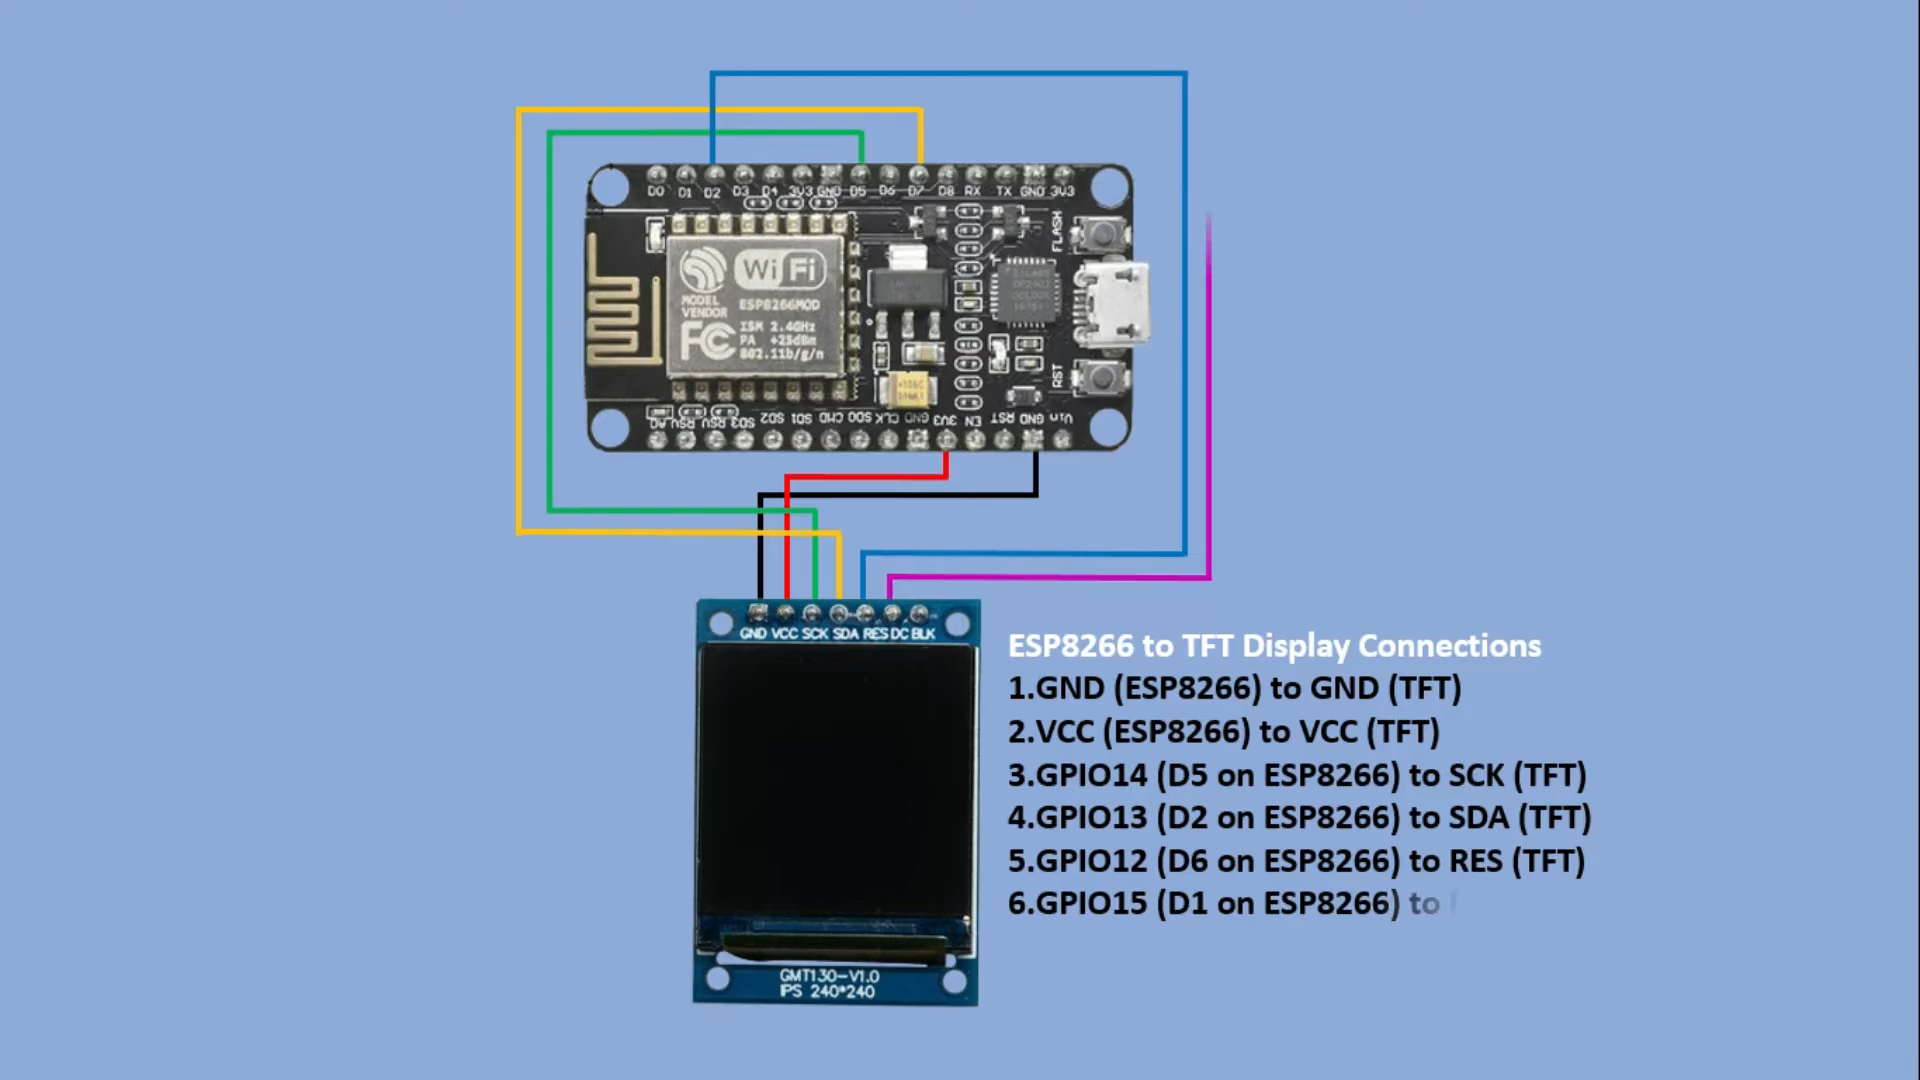 D0 D1 D2 D3 D4 3V3 GND D5 D6 D7 D8 RX TX GND 3V3
FLASH
WiFi
MODEL
VENDOR
ESP8266MOD
FC
ISM 2.4GHz
PA +25dBm
802.11b/g/n
RST
A0 RSV RSV SD3 SD2 SD1 CMD SD0 CLK GND 3V3 EN RST GND Vin
GND VCC SCK SDA RES DC BLK
ESP8266 to TFT Display Connections
1.GND (ESP8266) to GND (TFT)
2.VCC (ESP8266) to VCC (TFT)
3.GPIO14 (D5 on ESP8266) to SCK (TFT)
4.GPIO13 (D2 on ESP8266) to SDA (TFT)
5.GPIO12 (D6 on ESP8266) to RES (TFT)
6.GPIO15 (D1 on ESP8266) to
GMT130-V1.0
IPS 240*240